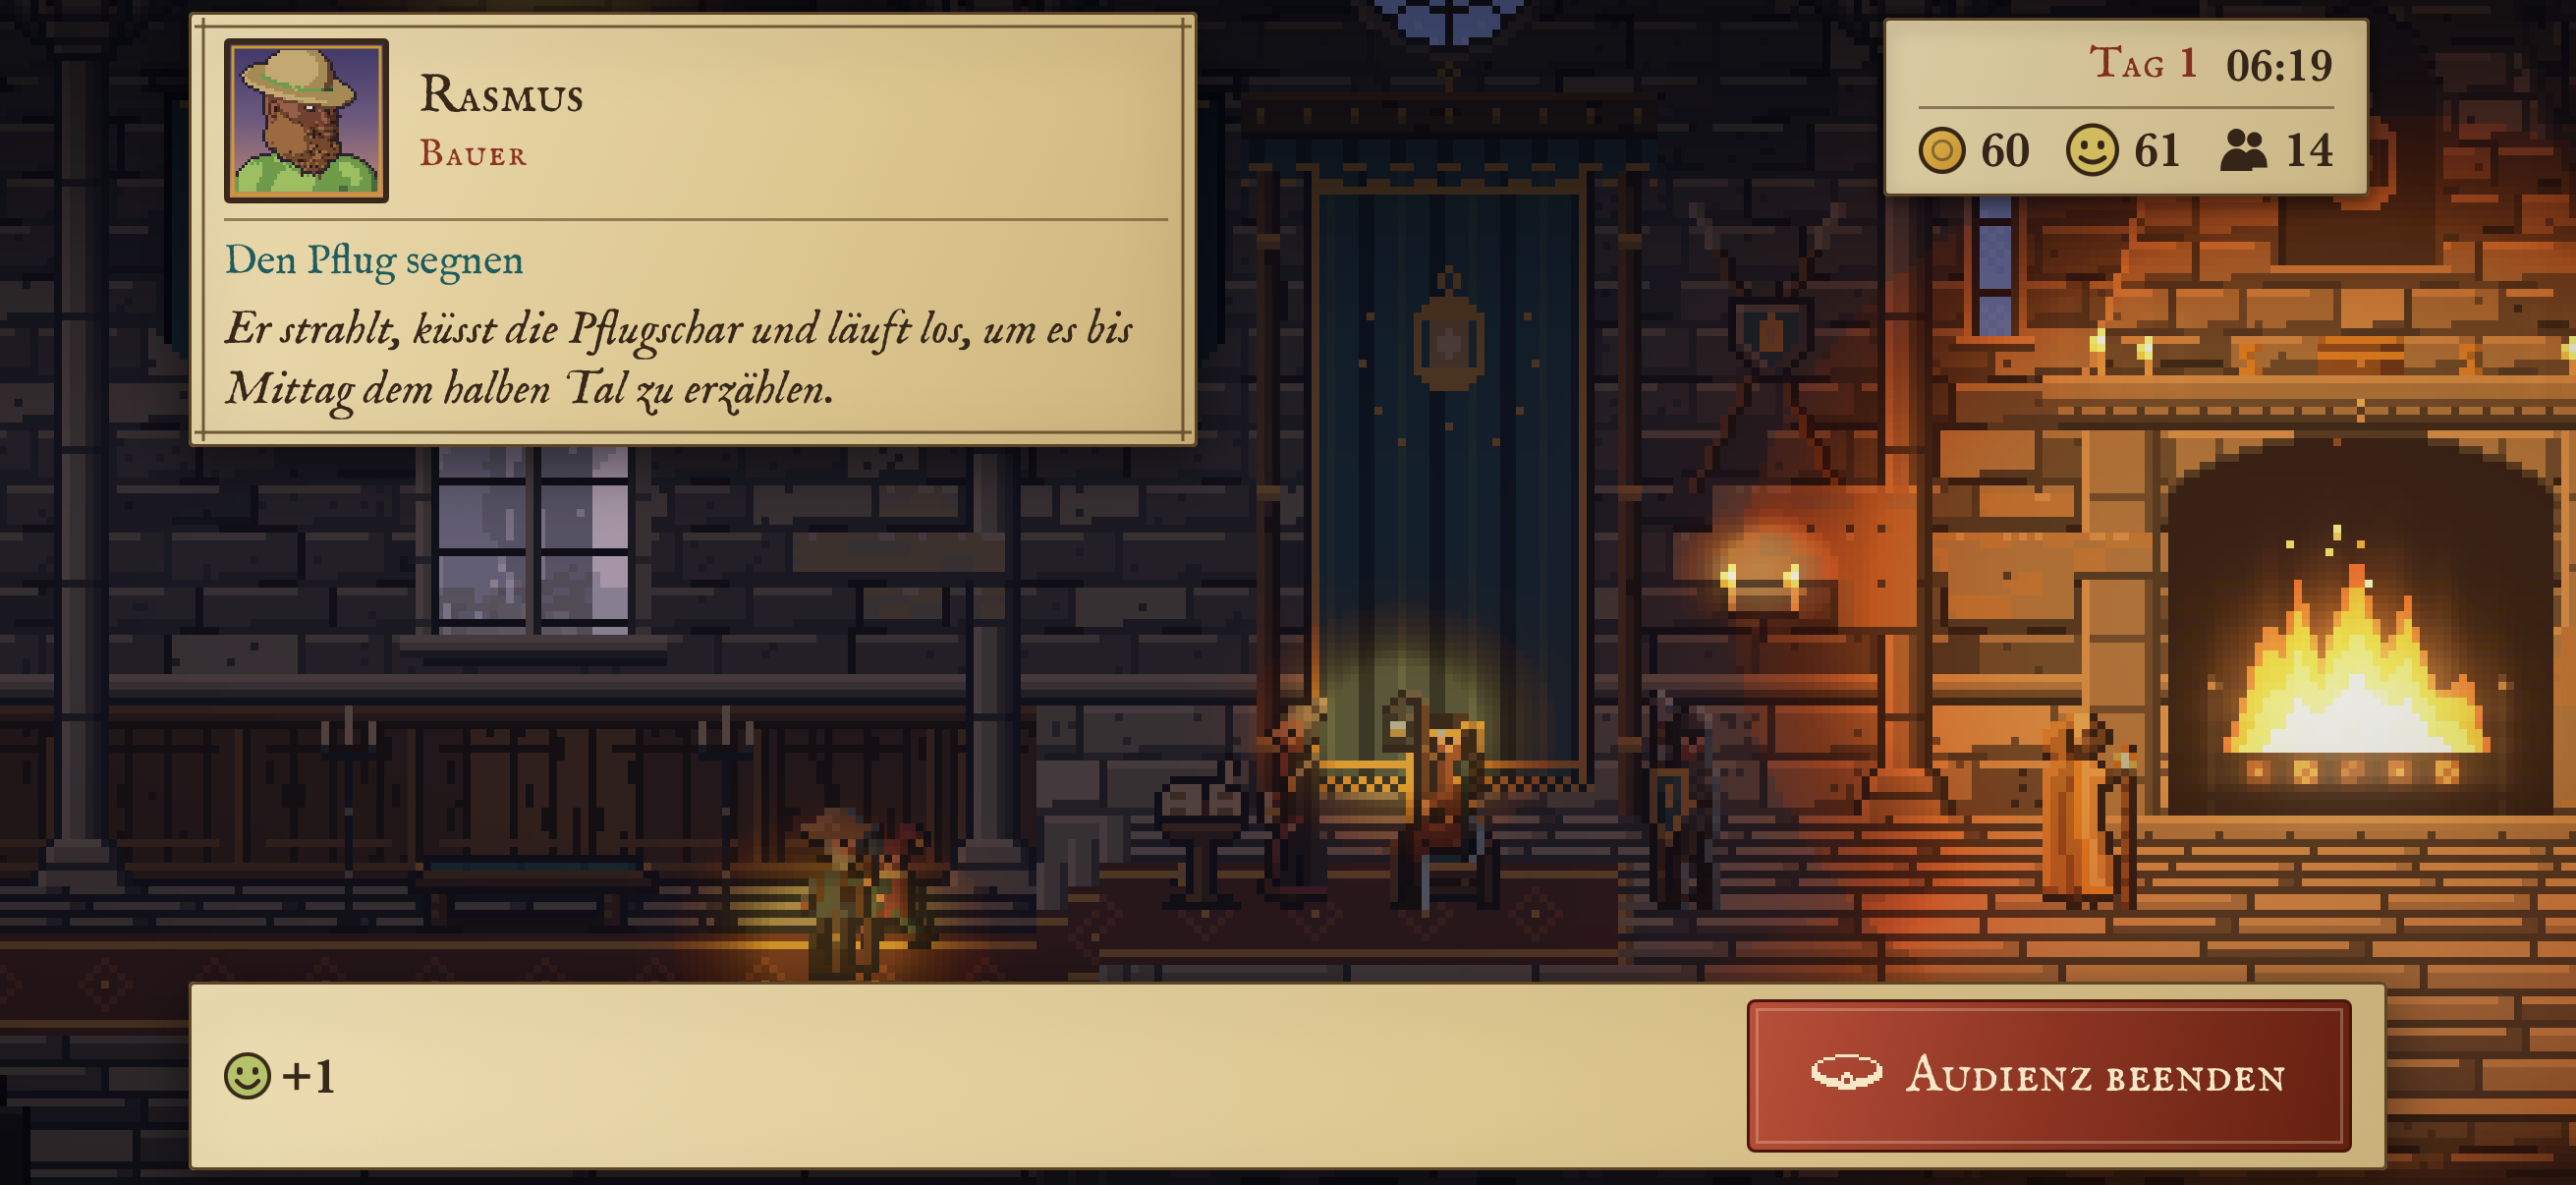 Rasmus
Bauer
Den Pflug segnen
Er strahlt, küsst die Pflugschar und läuft los, um es bis
Mittag dem halben Tal zu erzählen.
Tag 1 06:19
60 61 14
+1
Audienz beenden